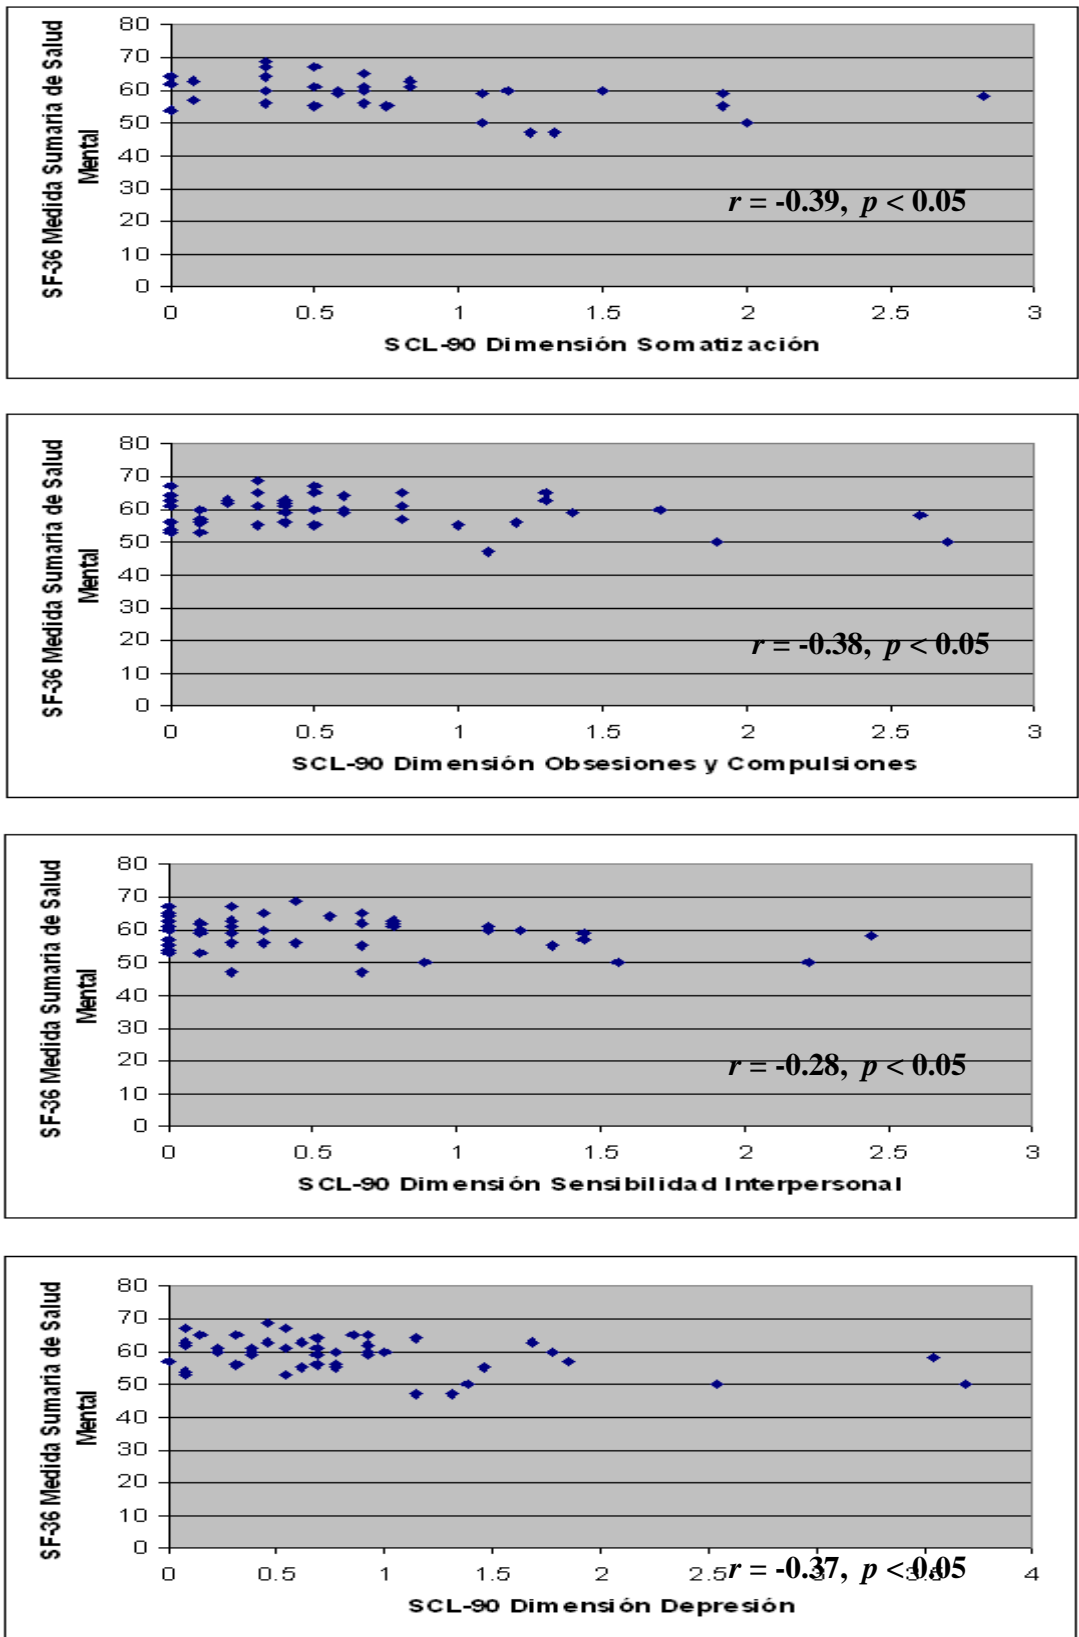 SF-36 Medida Sumaria de Salud
Mental
80
70
60
50
40
30
20
10
0
r = -0.39, p < 0.05
0 0.5 1 1.5 2 2.5 3
SCL-90 Dimensión Somatización
SF-36 Medida Sumaria de Salud
Mental
80
70
60
50
40
30
20
10
0
r = -0.38, p < 0.05
0 0.5 1 1.5 2 2.5 3
SCL-90 Dimensión Obsesiones y Compulsiones
SF-36 Medida Sumaria de Salud
Mental
80
70
60
50
40
30
20
10
0
r = -0.28, p < 0.05
0 0.5 1 1.5 2 2.5 3
SCL-90 Dimensión Sensibilidad Interpersonal
SF-36 Medida Sumaria de Salud
Mental
80
70
60
50
40
30
20
10
0
r = -0.37, p < 0.05
0 0.5 1 1.5 2 2.5 3 3.5 4
SCL-90 Dimensión Depresión